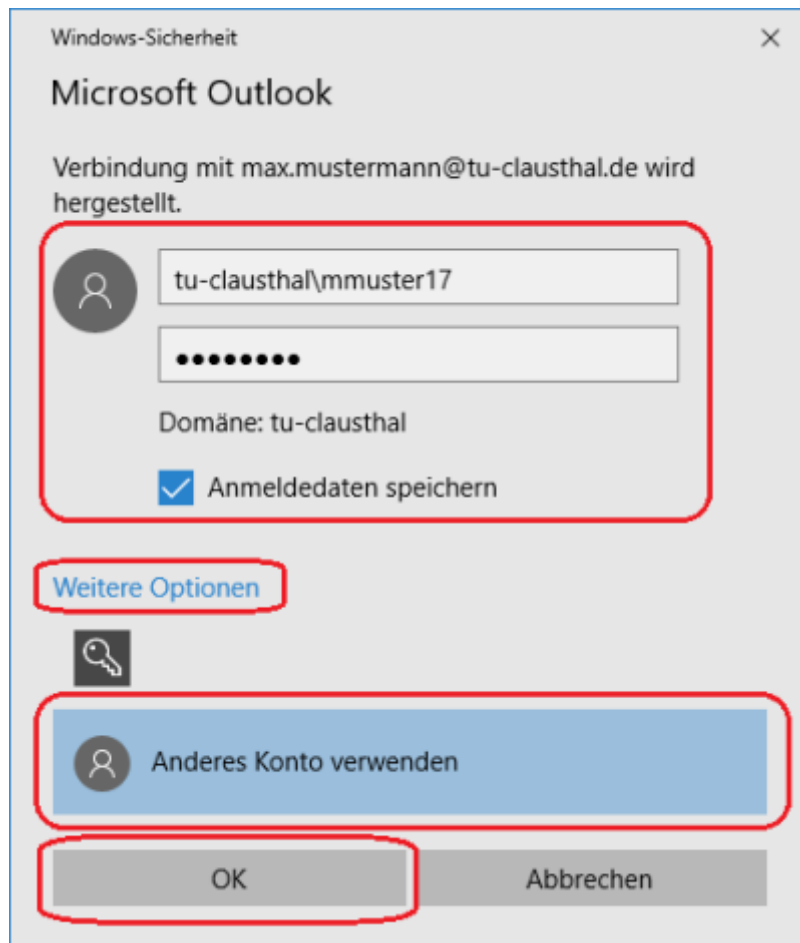 Windows-Sicherheit
Microsoft Outlook
Verbindung mit max.mustermann@tu-clausthal.de wird
hergestellt.
tu-clausthal\mmuster17
●●●●●●●●
Domäne: tu-clausthal
Anmeldedaten speichern
Weitere Optionen
Anderes Konto verwenden
OK
Abbrechen